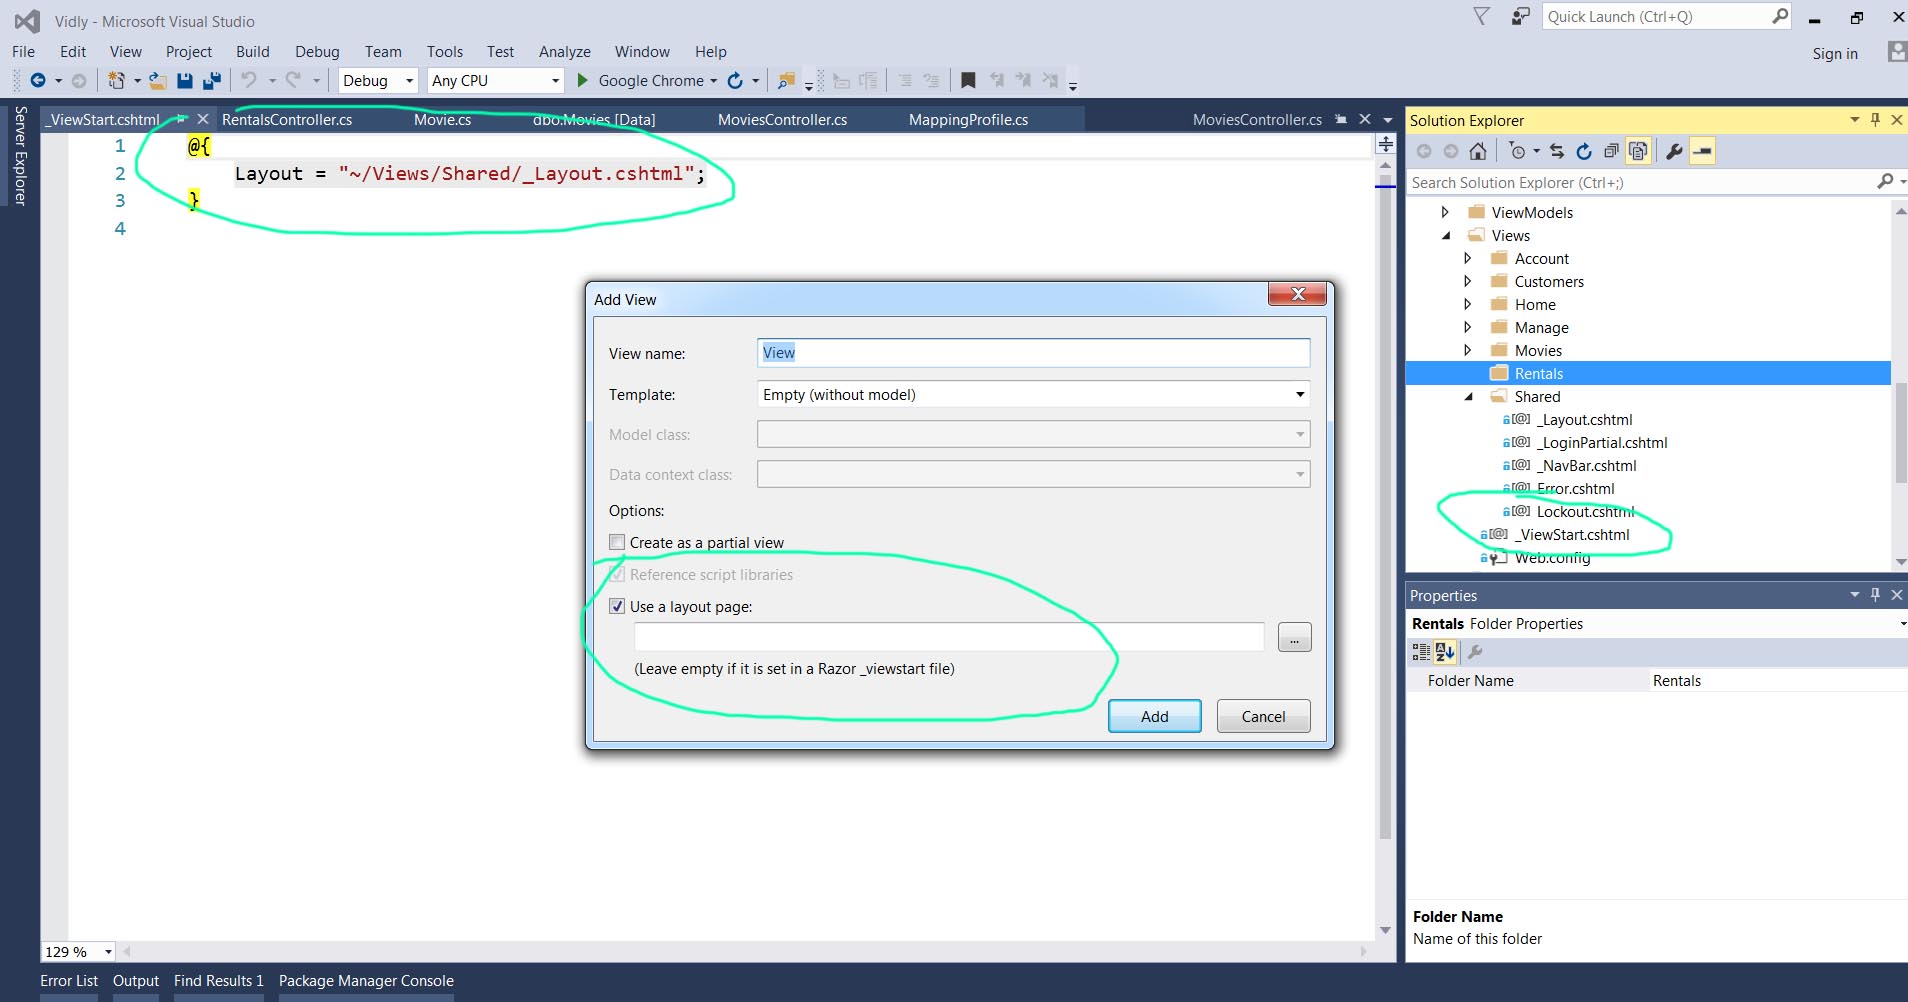 Vidly - Microsoft Visual Studio
Quick Launch (Ctrl+Q)
File Edit View Project Build Debug Team Tools Test Analyze Window Help
Sign in
Debug Any CPU Google Chrome
Server Explorer
_ViewStart.cshtml RentalsController.cs Movie.cs dbo.Movies [Data] MoviesController.cs MappingProfile.cs MoviesController.cs
1 @{
2 Layout = "~/Views/Shared/_Layout.cshtml";
3 }
4
Add View
View name: View
Template: Empty (without model)
Model class:
Data context class:
Options:
Create as a partial view
Reference script libraries
Use a layout page:
...
(Leave empty if it is set in a Razor _viewstart file)
Add Cancel
Solution Explorer
Search Solution Explorer (Ctrl+;)
ViewModels
Views
Account
Customers
Home
Manage
Movies
Rentals
Shared
[@] _Layout.cshtml
[@] _LoginPartial.cshtml
[@] _NavBar.cshtml
[@] Error.cshtml
[@] Lockout.cshtml
[@] _ViewStart.cshtml
Web.config
Properties
Rentals Folder Properties
Folder Name Rentals
Folder Name
Name of this folder
129 %
Error List Output Find Results 1 Package Manager Console